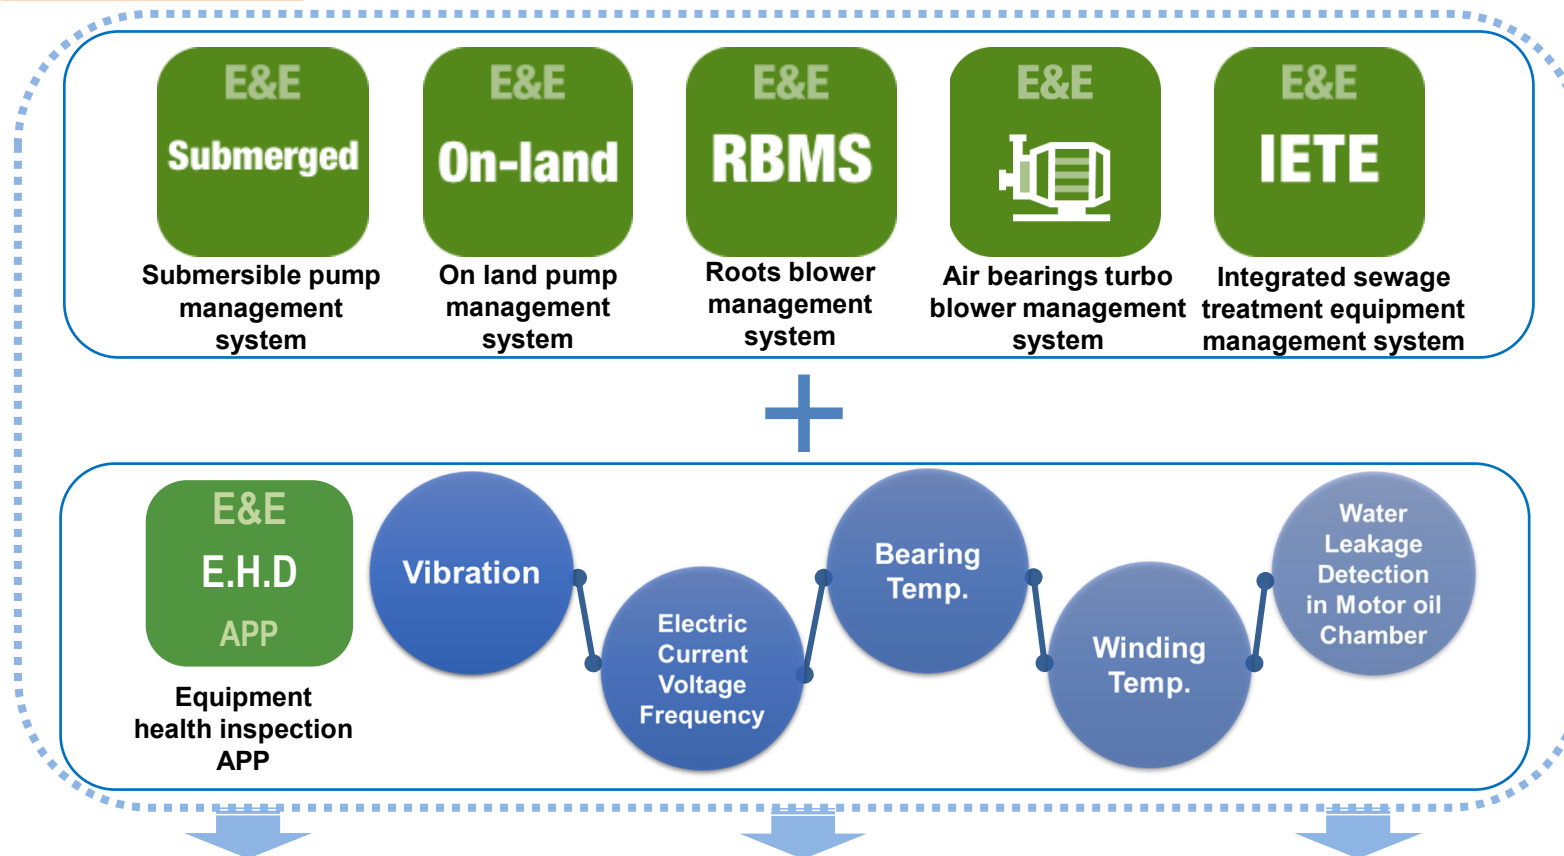 E&E
Submerged
Submersible pump
management
system
E&E
On-land
On land pump
management
system
E&E
RBMS
Roots blower
management
system
E&E
Air bearings turbo
blower management
system
E&E
IETE
Integrated sewage
treatment equipment
management system
E&E
E.H.D
APP
Equipment
health inspection
APP
Vibration
Electric
Current
Voltage
Frequency
Bearing
Temp.
Winding
Temp.
Water
Leakage
Detection
in Motor oil
Chamber